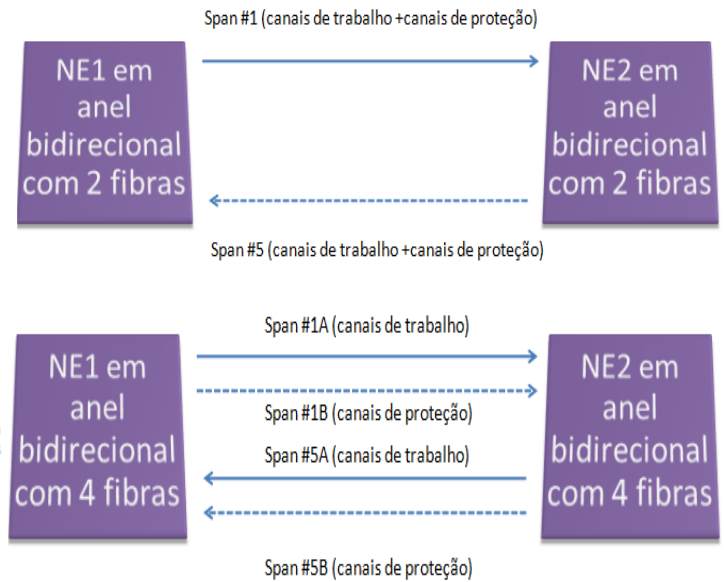 Span #1 (canais de trabalho +canais de proteção)
NE1 em
anel
bidirecional
com 2 fibras
NE2 em
anel
bidirecional
com 2 fibras
Span #5 (canais de trabalho +canais de proteção)
Span #1A (canais de trabalho)
NE1 em
anel
bidirecional
com 4 fibras
NE2 em
anel
bidirecional
com 4 fibras
Span #1B (canais de proteção)
Span #5A (canais de trabalho)
Span #5B (canais de proteção)